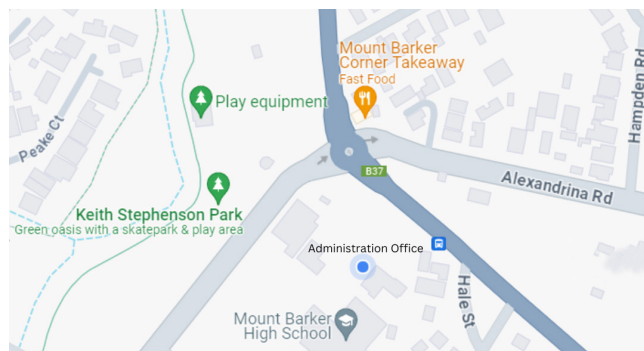 Mount Barker
Corner Takeaway
Fast Food
Play equipment
Hampden Rd
Peake Ct
B37
Alexandrina Rd
Keith Stephenson Park
Green oasis with a skatepark & play area
Administration Office
Hale St
Mount Barker
High School